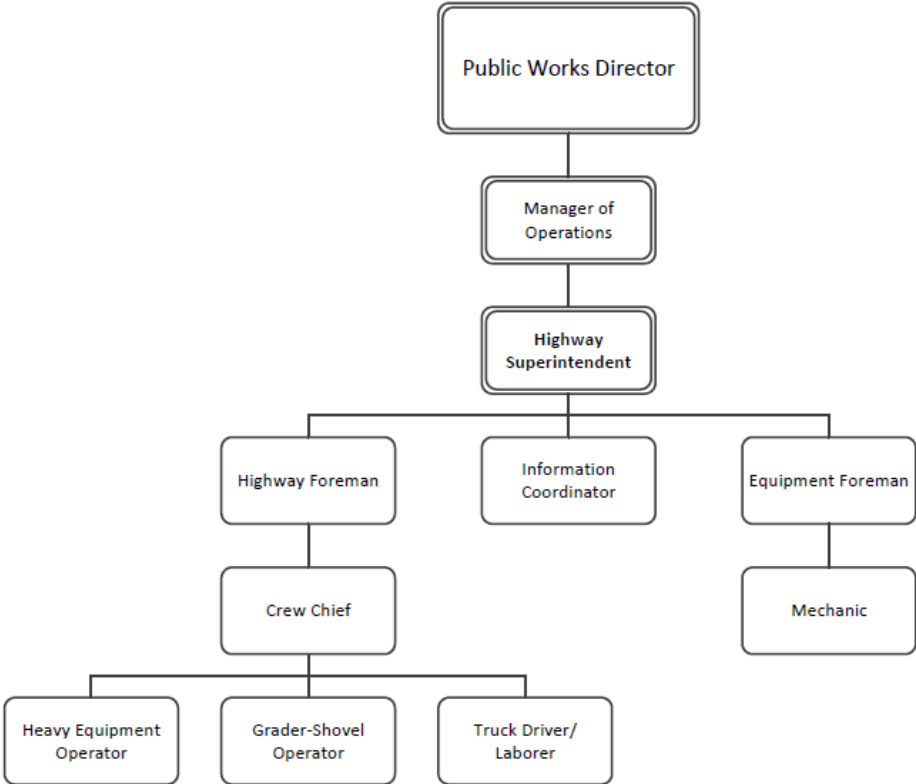 Public Works Director
Manager of
Operations
Highway
Superintendent
Highway Foreman
Information
Coordinator
Equipment Foreman
Crew Chief
Mechanic
Heavy Equipment
Operator
Grader-Shovel
Operator
Truck Driver/
Laborer